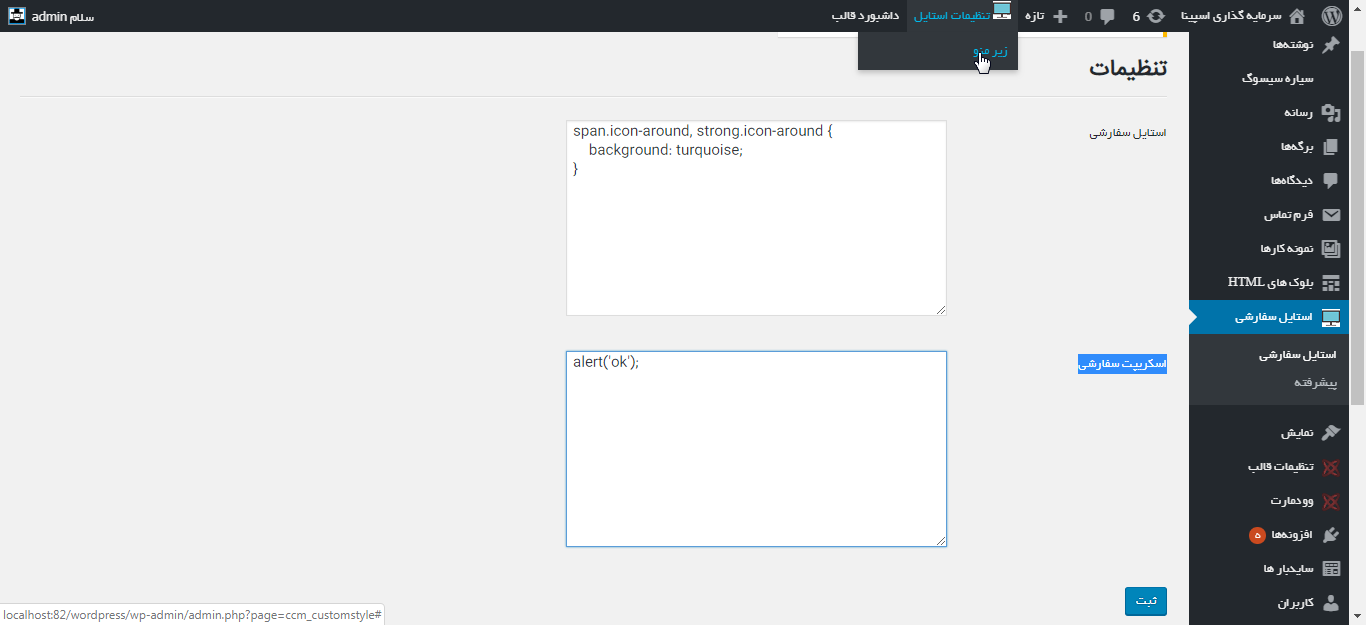 سرمایه گذاری اسپینا
6
0
تازه
تنظیمات استایل
داشبورد قالب
سلام admin
زیر منو
نوشته‌ها
سیاره سیسوگ
رسانه
برگه‌ها
دیدگاه‌ها
فرم تماس
نمونه کارها
بلوک های HTML
استایل سفارشی
استایل سفارشی
پیشرفته
نمایش
تنظیمات قالب
وودمارت
افزونه‌ها ۵
سایدبار ها
کاربران
تنظیمات
استایل سفارشی
span.icon-around, strong.icon-around {
background: turquoise;
}
اسکریپت سفارشی
alert('ok');
ثبت
localhost:82/wordpress/wp-admin/admin.php?page=ccm_customstyle#